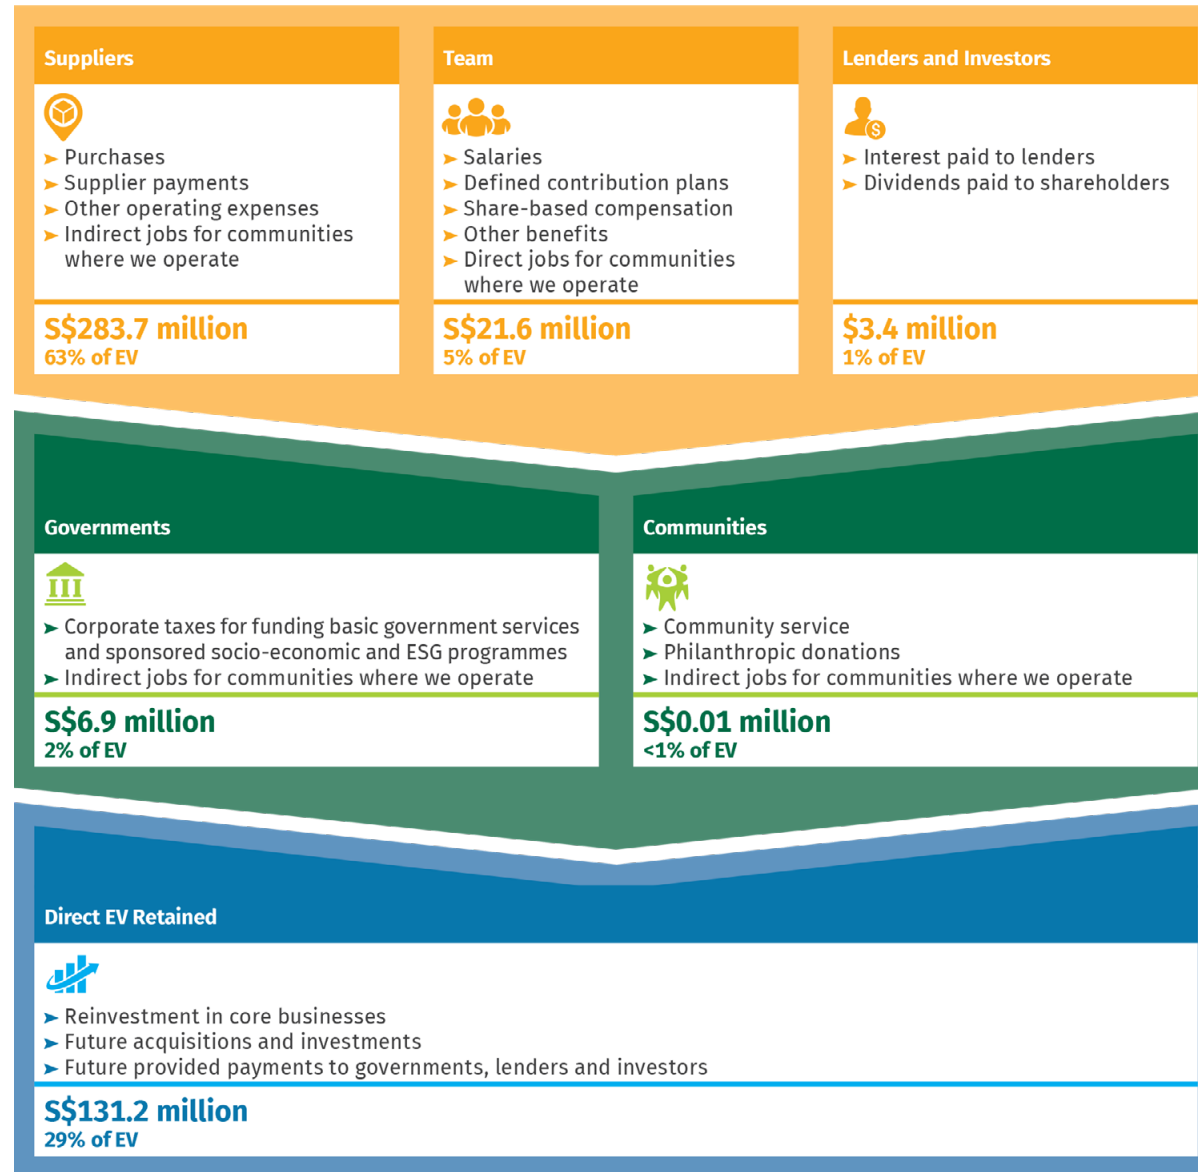 Suppliers
➤ Purchases
➤ Supplier payments
➤ Other operating expenses
➤ Indirect jobs for communities
where we operate
S$283.7 million
63% of EV
Team
➤ Salaries
➤ Defined contribution plans
➤ Share-based compensation
➤ Other benefits
➤ Direct jobs for communities
where we operate
S$21.6 million
5% of EV
Lenders and Investors
$
➤ Interest paid to lenders
➤ Dividends paid to shareholders
$3.4 million
1% of EV
Governments
➤ Corporate taxes for funding basic government services
and sponsored socio-economic and ESG programmes
➤ Indirect jobs for communities where we operate
S$6.9 million
2% of EV
Communities
➤ Community service
➤ Philanthropic donations
➤ Indirect jobs for communities where we operate
S$0.01 million
<1% of EV
Direct EV Retained
➤ Reinvestment in core businesses
➤ Future acquisitions and investments
➤ Future provided payments to governments, lenders and investors
S$131.2 million
29% of EV